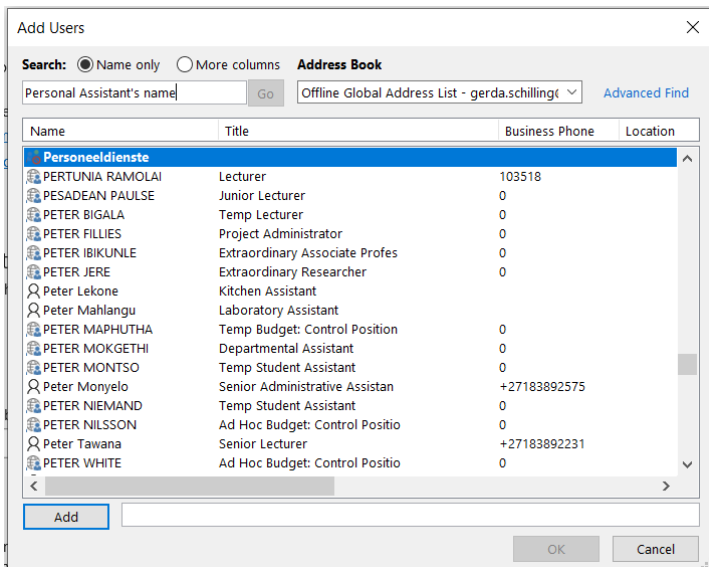 Add Users
Search: Name only More columns Address Book
Personal Assistant's name Go Offline Global Address List - gerda.schilling( Advanced Find
Name Title Business Phone Location
Personeeldienste
PERTUNIA RAMOLAI Lecturer 103518
PESADEAN PAULSE Junior Lecturer 0
PETER BIGALA Temp Lecturer 0
PETER FILLIES Project Administrator 0
PETER IBIKUNLE Extraordinary Associate Profes 0
PETER JERE Extraordinary Researcher 0
Peter Lekone Kitchen Assistant
Peter Mahlangu Laboratory Assistant
PETER MAPHUTHA Temp Budget: Control Position 0
PETER MOKGETHI Departmental Assistant 0
PETER MONTSO Temp Student Assistant 0
Peter Monyelo Senior Administrative Assistan +27183892575
PETER NIEMAND Temp Student Assistant 0
PETER NILSSON Ad Hoc Budget: Control Positio 0
Peter Tawana Senior Lecturer +27183892231
PETER WHITE Ad Hoc Budget: Control Positio 0
Add
OK Cancel